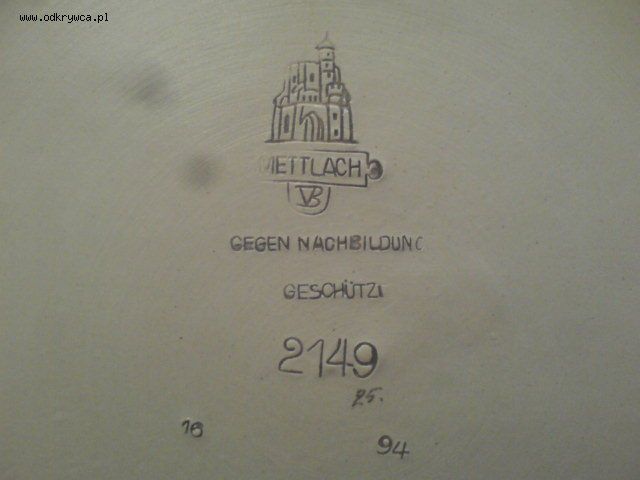 www.odkrywca.pl
METTLACH
VB
GEGEN NACHBILDUNG
GESCHÜTZT
2149
25.
16
94